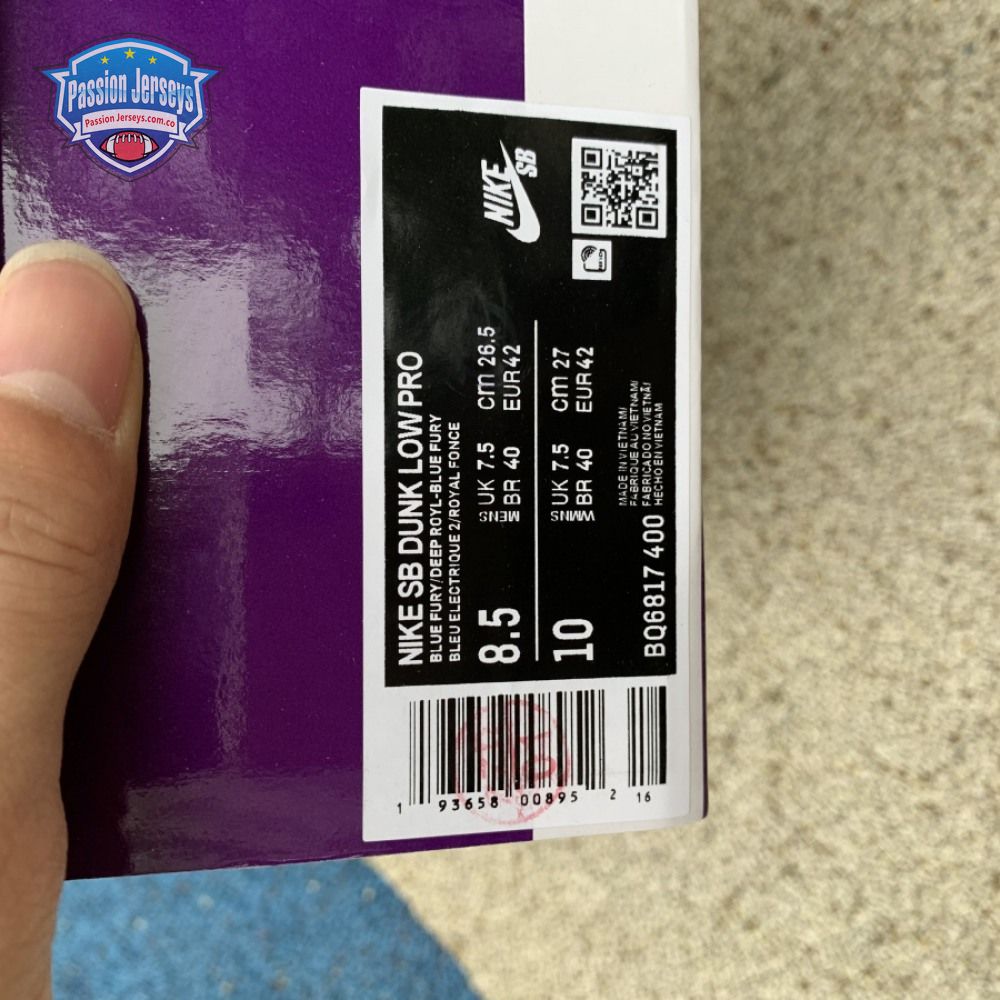 Passion Jerseys
Passion Jerseys.com.co
NIKE SB
NIKE SB DUNK LOW PRO
BLUE FURY/DEEP ROYL-BLUE FURY
BLEU ELECTRIQUE 2/ROYAL FONCE
8.5 MENS UK 7.5 cm 26.5
BR 40 EUR 42
10 WMNS UK 7.5 cm 27
BR 40 EUR 42
BQ6817 400
MADE IN VIETNAM/
FABRIQUE AU VIETNAM/
FABRICADO NO VIETNÃ/
HECHO EN VIETNAM
1 93658 00895 2 16